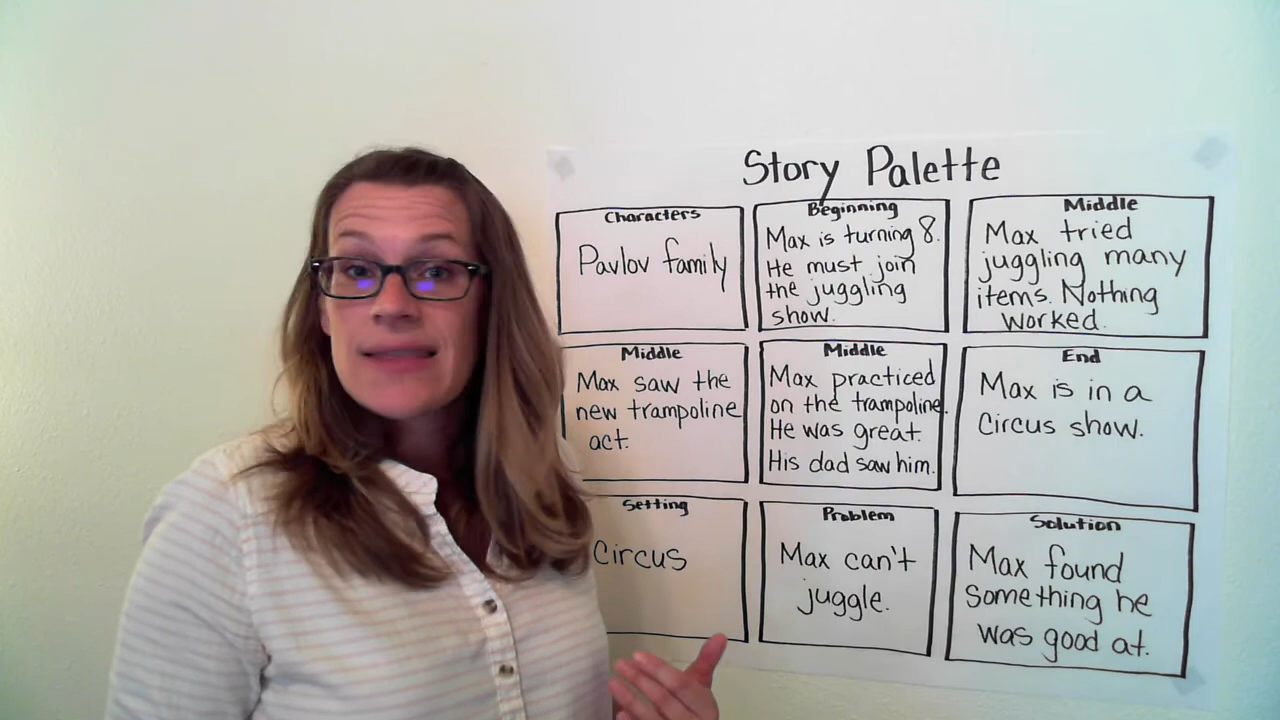 Story Palette
Characters
Pavlov family
Beginning
Max is turning 8.
He must join
the juggling
show.
Middle
Max tried
juggling many
items. Nothing
worked.
Middle
Max saw the
new trampoline
act.
Middle
Max practiced
on the trampoline.
He was great.
His dad saw him.
End
Max is in a
Circus show.
Setting
Circus
Problem
Max can't
juggle.
Solution
Max found
Something he
was good at.